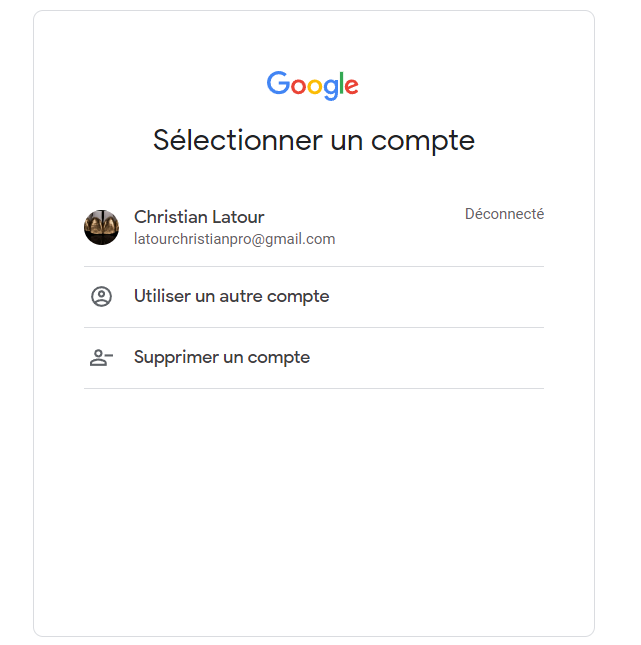 Google
Sélectionner un compte
Christian Latour
Déconnecté
latourchristianpro@gmail.com
Utiliser un autre compte
Supprimer un compte